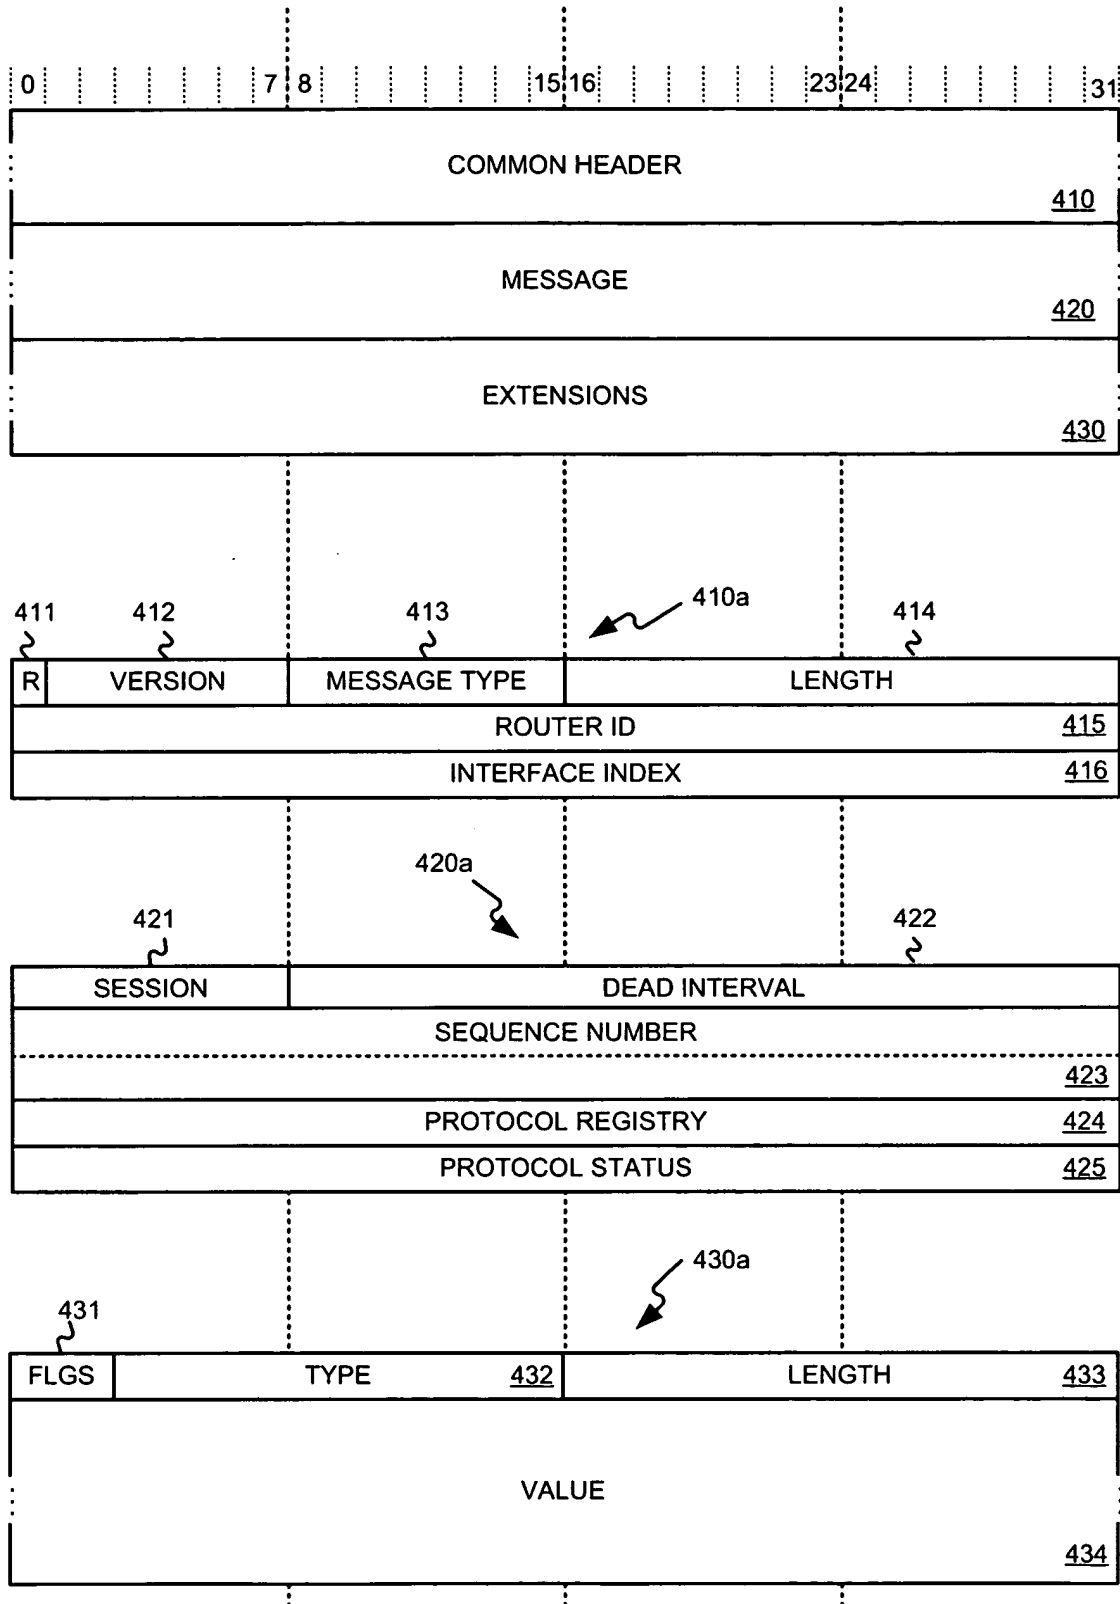 0 7 8 15 16 23 24 31
COMMON HEADER
410
MESSAGE
420
EXTENSIONS
430
411 412 413 410a 414
R VERSION MESSAGE TYPE LENGTH
ROUTER ID 415
INTERFACE INDEX 416
420a
421 422
SESSION DEAD INTERVAL
SEQUENCE NUMBER
423
PROTOCOL REGISTRY 424
PROTOCOL STATUS 425
430a
431
FLGS TYPE 432 LENGTH 433
VALUE
434